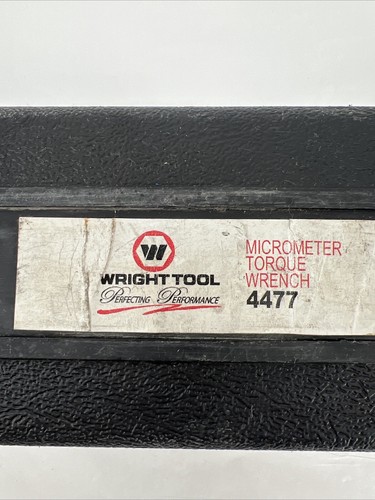 W
WRIGHT TOOL
Perfecting Performance
MICROMETER
TORQUE
WRENCH
4477